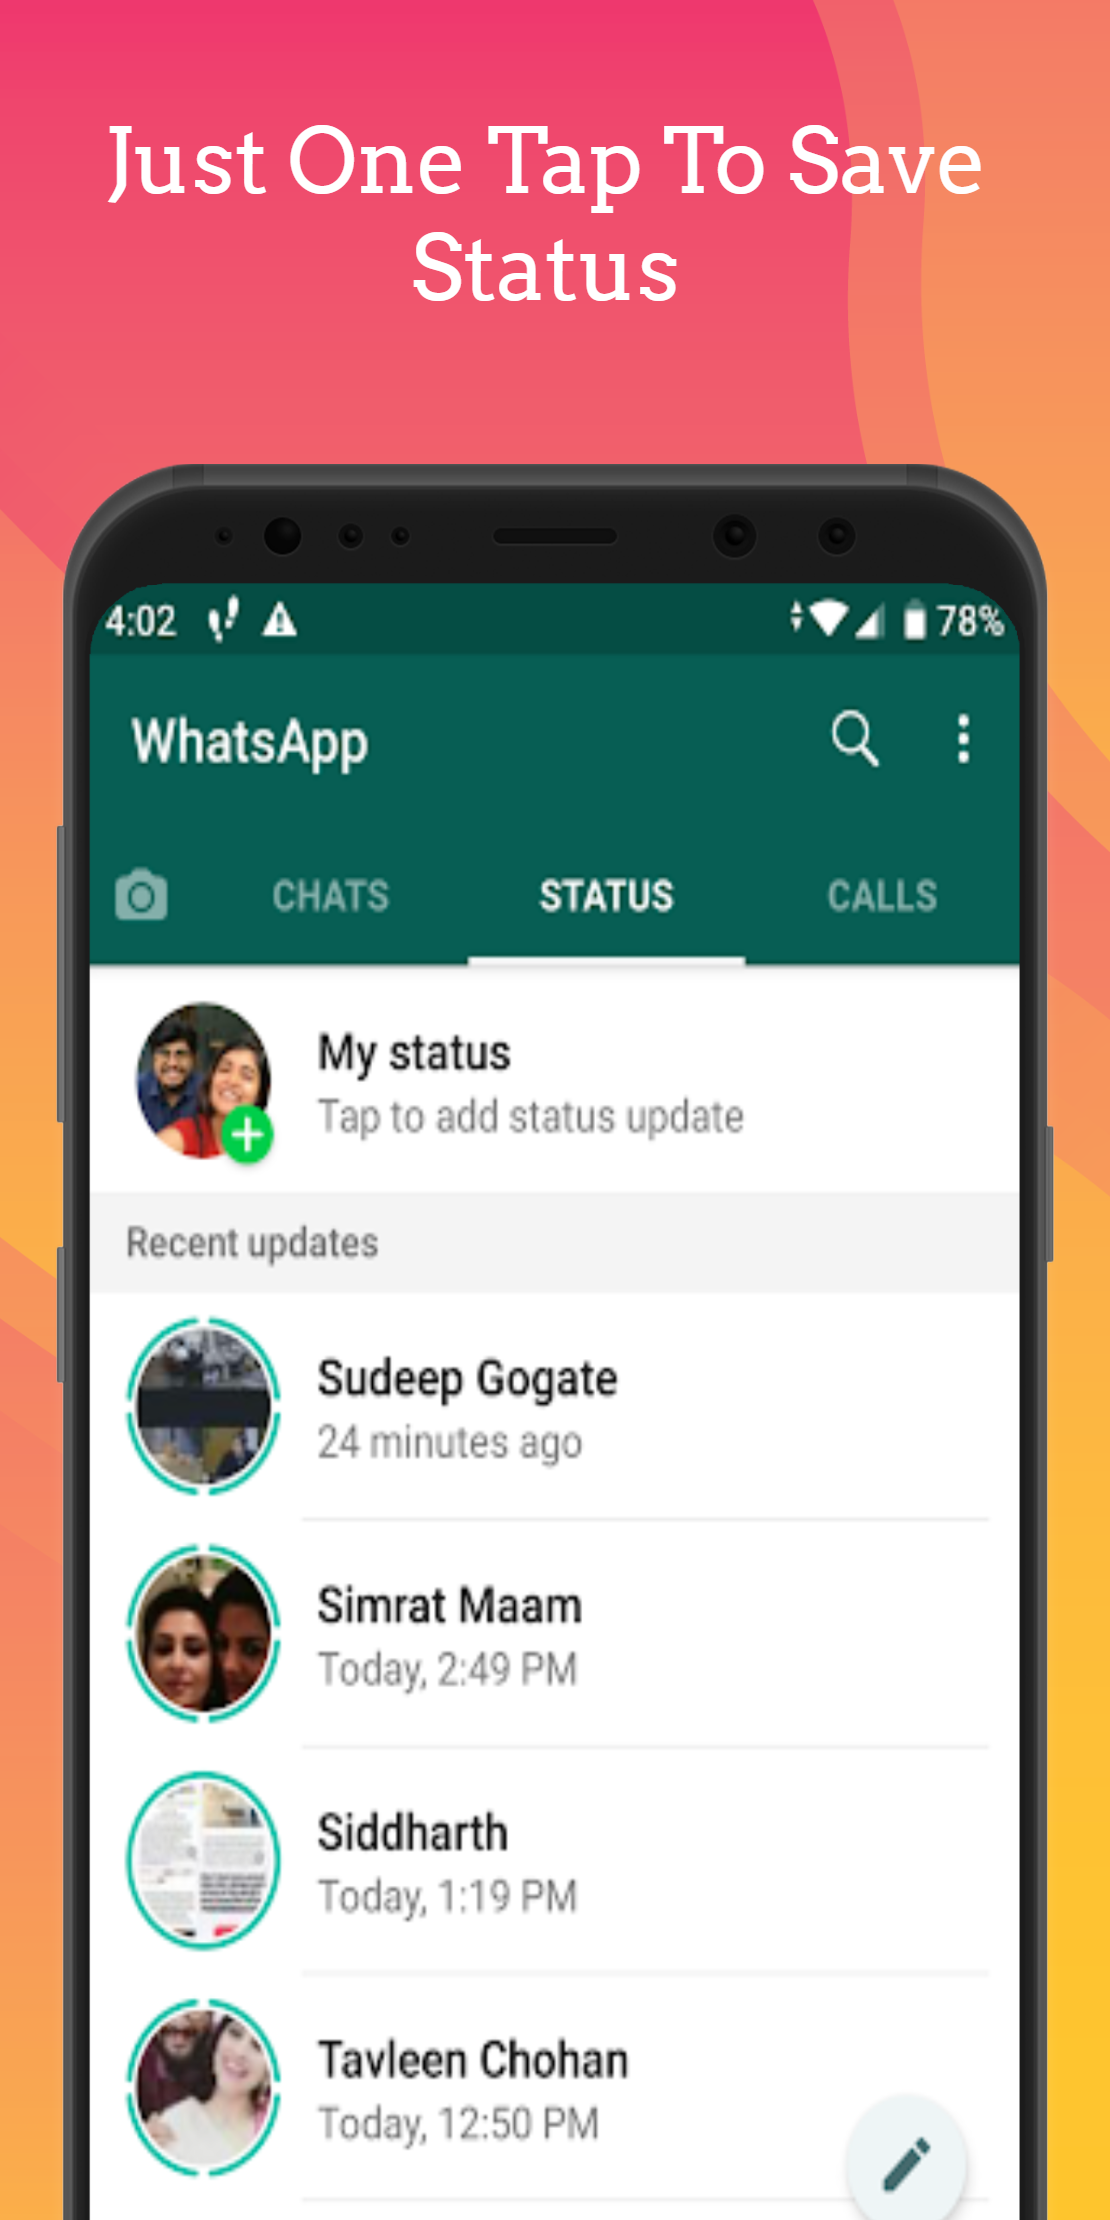 Just One Tap To Save
Status
4:02 78%
WhatsApp
CHATS STATUS CALLS
My status
Tap to add status update
Recent updates
Sudeep Gogate
24 minutes ago
Simrat Maam
Today, 2:49 PM
Siddharth
Today, 1:19 PM
Tavleen Chohan
Today, 12:50 PM